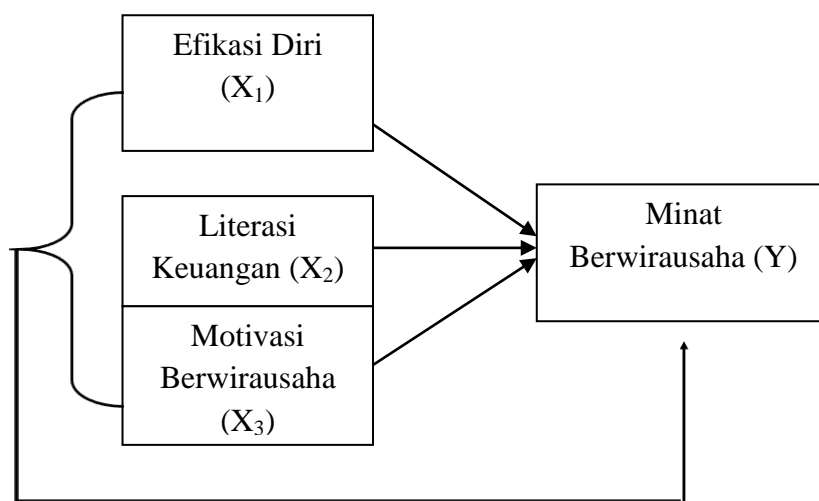 Efikasi Diri
(X₁)
Literasi
Keuangan (X₂)
Motivasi
Berwirausaha
(X₃)
Minat
Berwirausaha (Y)